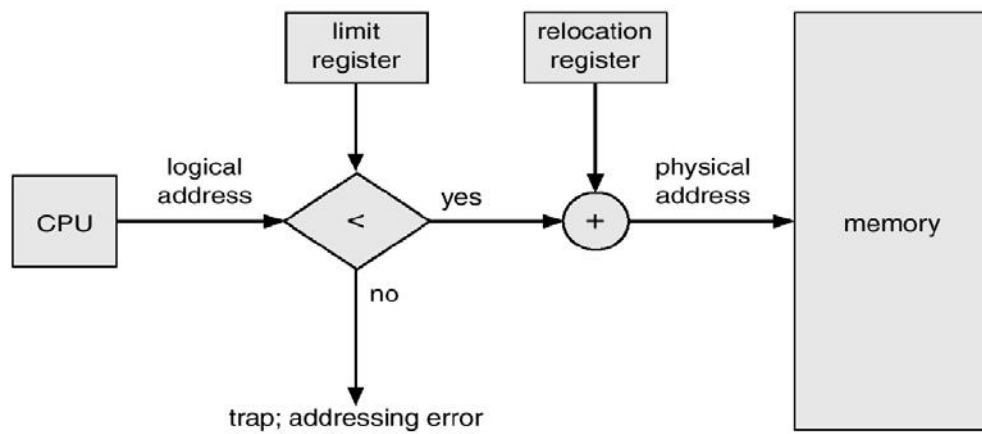 limit
register
relocation
register
logical
address
physical
address
CPU
<
yes
+
memory
no
trap; addressing error